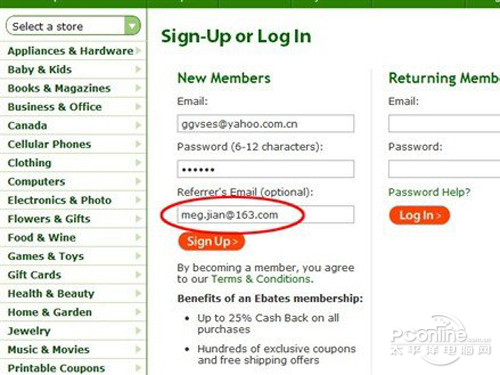 Select a store
Appliances & Hardware
Baby & Kids
Books & Magazines
Business & Office
Canada
Cellular Phones
Clothing
Computers
Electronics & Photo
Flowers & Gifts
Food & Wine
Games & Toys
Gift Cards
Health & Beauty
Home & Garden
Jewelry
Music & Movies
Printable Coupons
Sign-Up or Log In
New Members
Email:
ggvses@yahoo.com.cn
Password (6-12 characters):
••••••
Referrer's Email (optional):
meg.jian@163.com
Sign Up >
By becoming a member, you agree
to our Terms & Conditions.
Benefits of an Ebates membership:
• Up to 25% Cash Back on all
purchases
• Hundreds of exclusive coupons
and free shipping offers
Returning Memb
Email:
Password:
Password Help?
Log In >
PConline.com.cn
太平洋电脑网